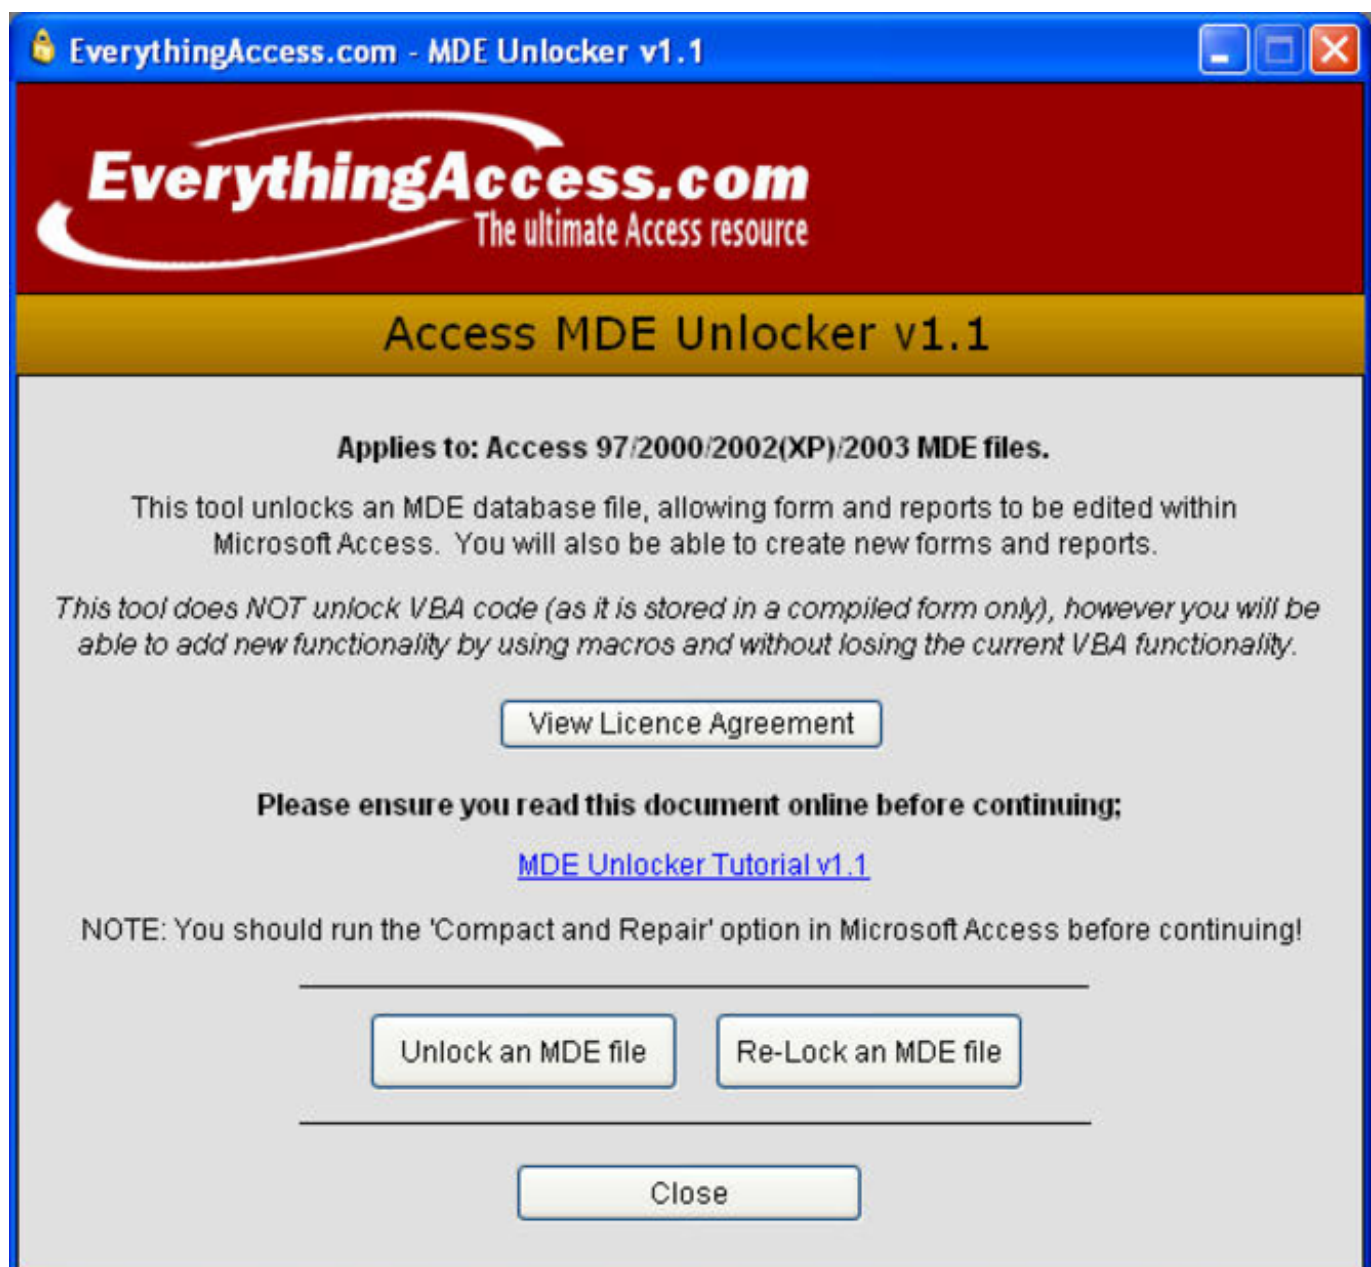 EverythingAccess.com - MDE Unlocker v1.1
EverythingAccess.com
The ultimate Access resource
Access MDE Unlocker v1.1
Applies to: Access 97/2000/2002(XP)/2003 MDE files.
This tool unlocks an MDE database file, allowing form and reports to be edited within
Microsoft Access. You will also be able to create new forms and reports.
This tool does NOT unlock VBA code (as it is stored in a compiled form only), however you will be
able to add new functionality by using macros and without losing the current VBA functionality.
View Licence Agreement
Please ensure you read this document online before continuing;
MDE Unlocker Tutorial v1.1
NOTE: You should run the 'Compact and Repair' option in Microsoft Access before continuing!
Unlock an MDE file
Re-Lock an MDE file
Close